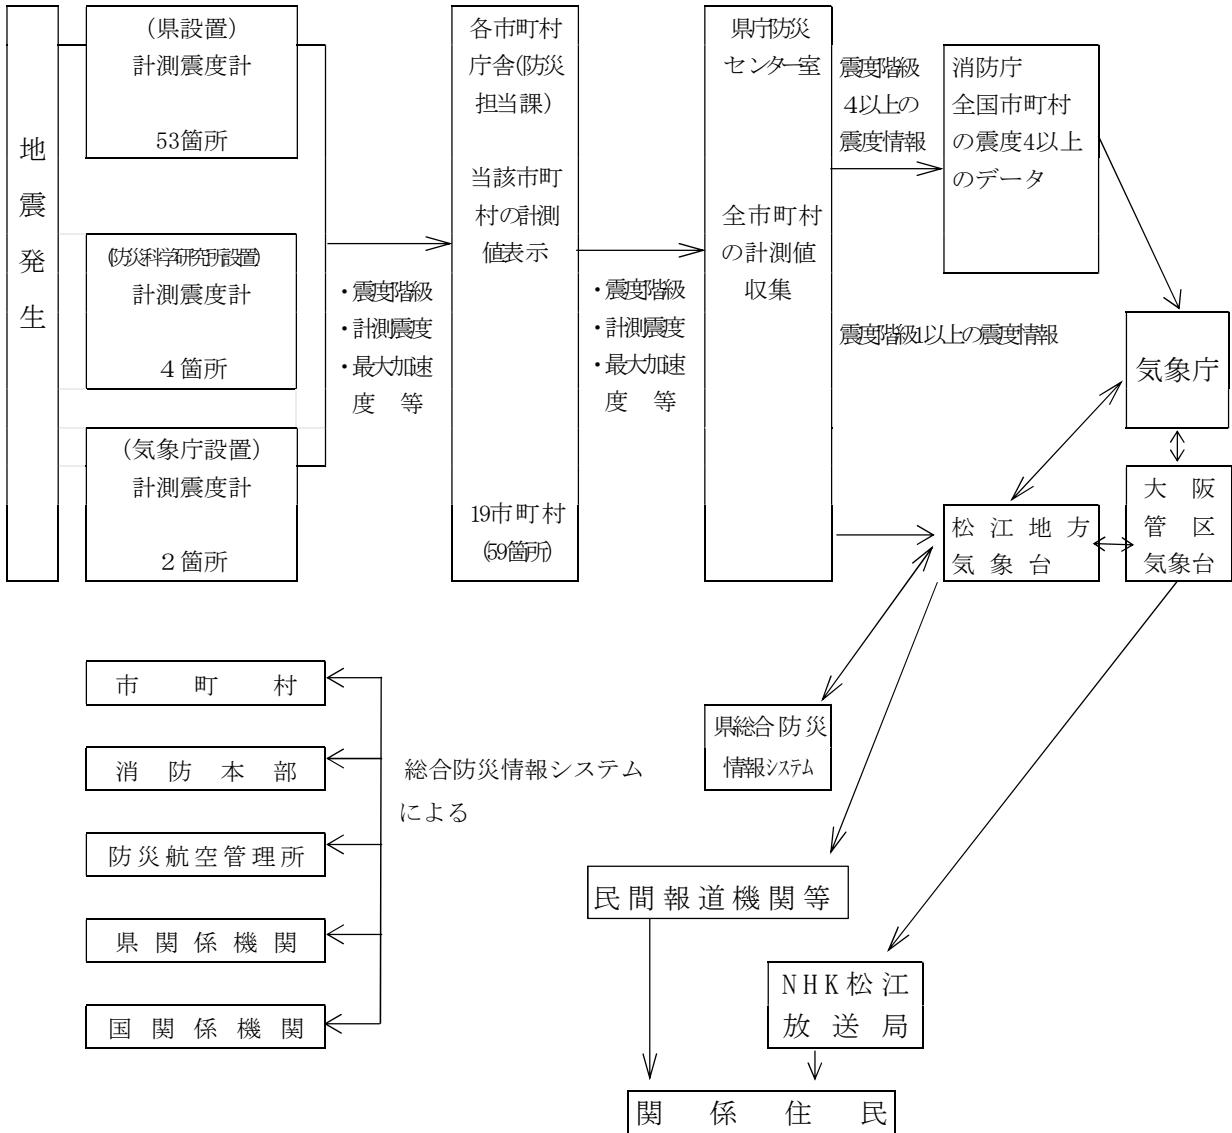 地震発生
(県設置)
計測震度計
53箇所
(防災科学研究所設置)
計測震度計
4箇所
(気象庁設置)
計測震度計
2箇所
・震度階級
・計測震度
・最大加速
度 等
各市町村
庁舎(防災
担当課)
当該市町
村の計測
値表示
19市町村
(59箇所)
・震度階級
・計測震度
・最大加速
度 等
県庁防災
センター室
全市町村
の計測値
収集
震度階級
4以上の
震度情報
消防庁
全国市町村
の震度4以上
のデータ
震度階級1以上の震度情報
気象庁
松江地方
気象台
大阪
管区
気象台
市町村
消防本部
防災航空管理所
県関係機関
国関係機関
総合防災情報システム
による
県総合防災
情報システム
民間報道機関等
NHK松江
放送局
関係住民